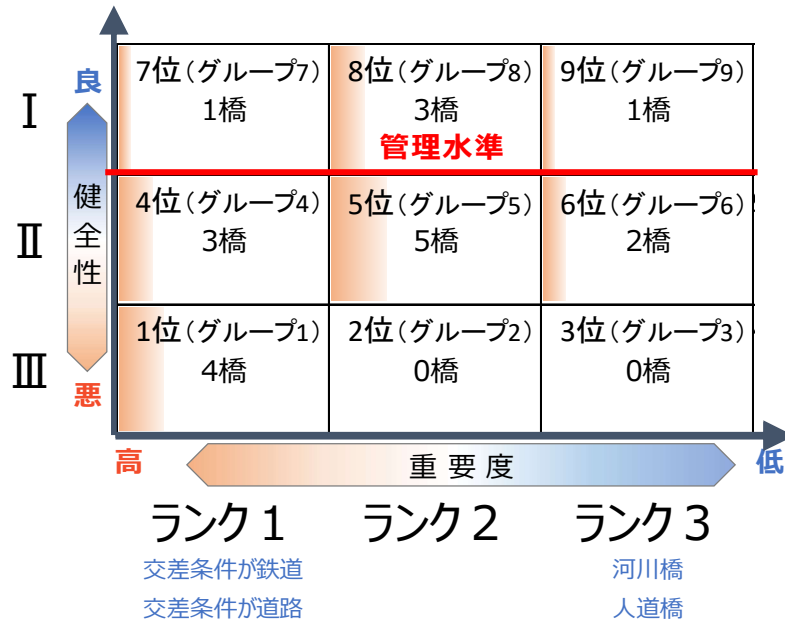 良
Ⅰ
7位(グループ7)
1橋
8位(グループ8)
3橋
9位(グループ9)
1橋
管理水準
健全性
Ⅱ
4位(グループ4)
3橋
5位(グループ5)
5橋
6位(グループ6)
2橋
Ⅲ
悪
1位(グループ1)
4橋
2位(グループ2)
0橋
3位(グループ3)
0橋
高
重要度
低
ランク1
ランク2
ランク3
交差条件が鉄道
交差条件が道路
河川橋
人道橋